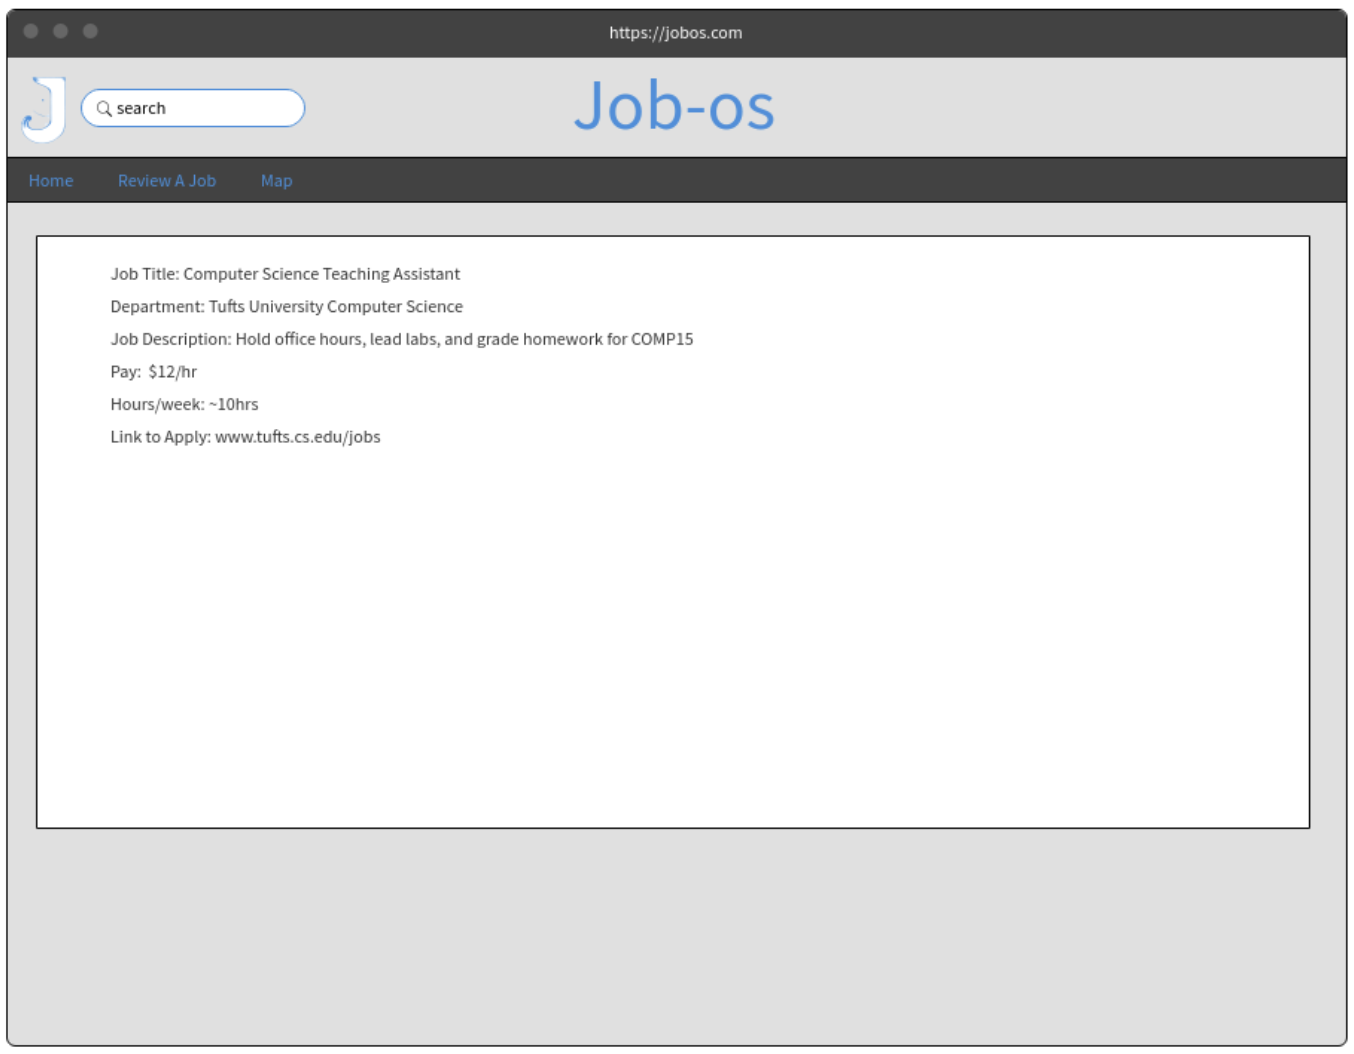 https://jobos.com
J
search
Job-os
Home Review A Job Map
Job Title: Computer Science Teaching Assistant
Department: Tufts University Computer Science
Job Description: Hold office hours, lead labs, and grade homework for COMP15
Pay: $12/hr
Hours/week: ~10hrs
Link to Apply: www.tufts.cs.edu/jobs